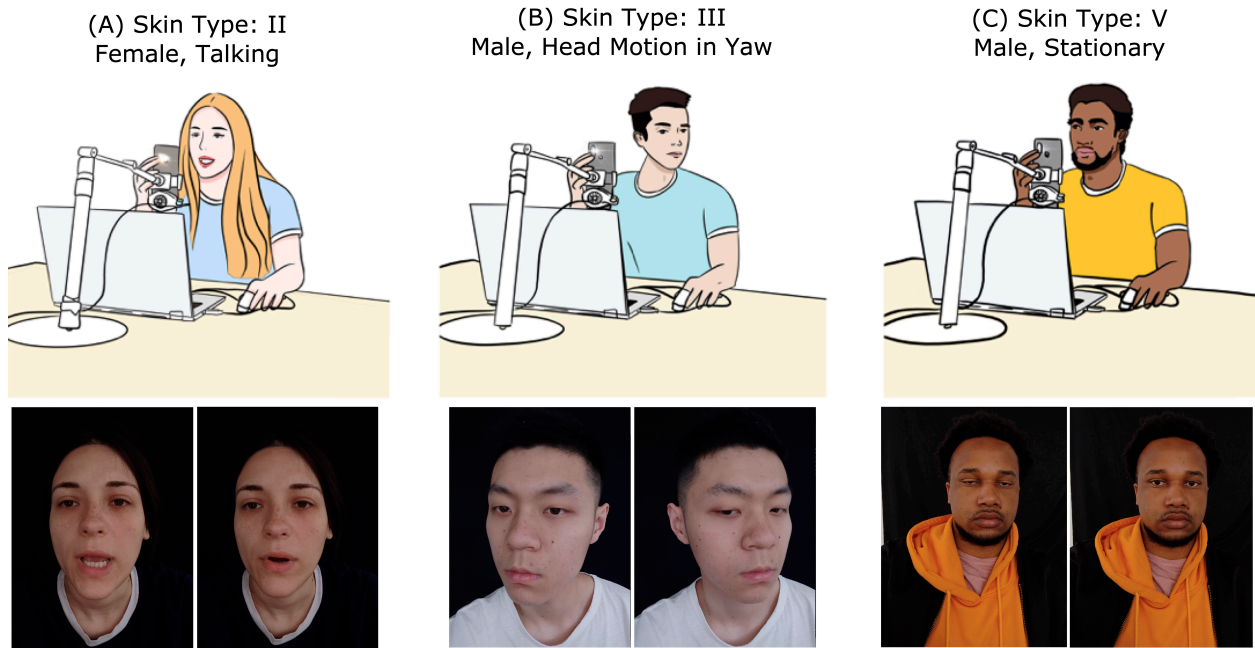 (A) Skin Type: II
Female, Talking
(B) Skin Type: III
Male, Head Motion in Yaw
(C) Skin Type: V
Male, Stationary